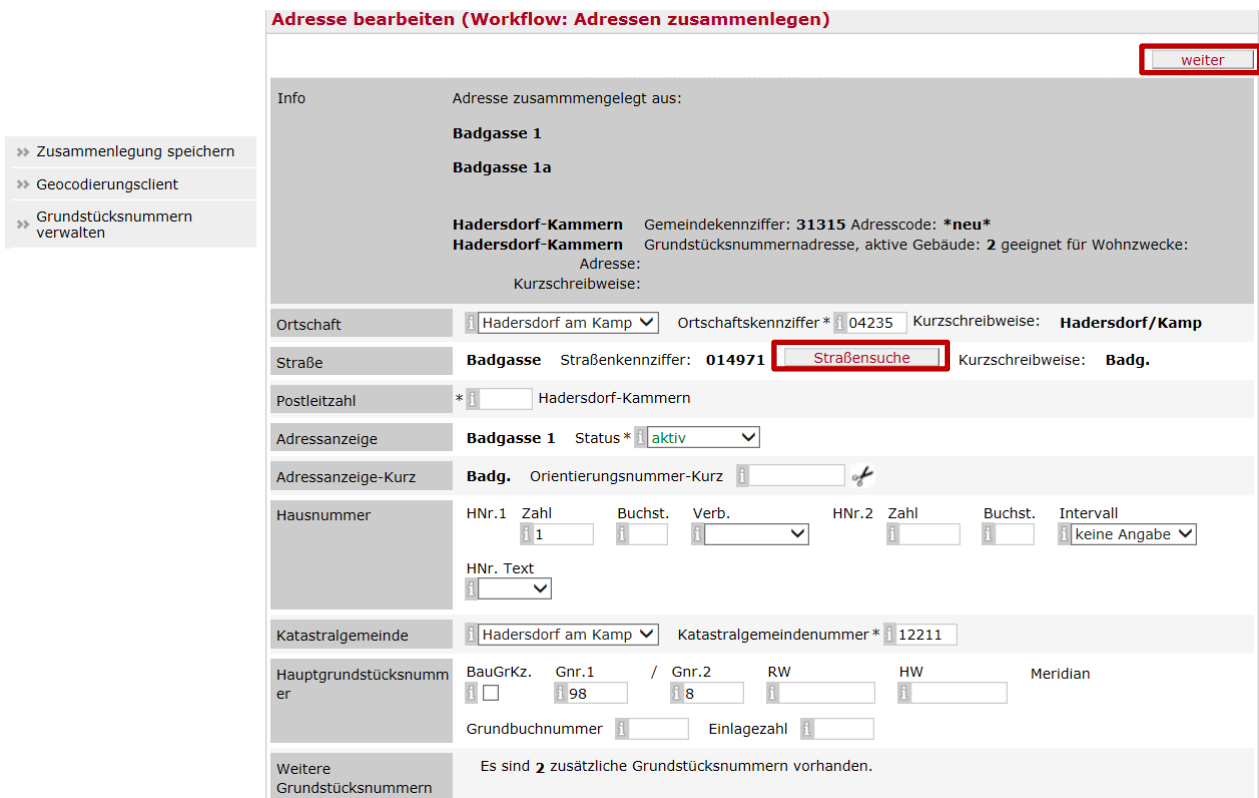 Adresse bearbeiten (Workflow: Adressen zusammenlegen)
weiter
Info Adresse zusammmengelegt aus:
Badgasse 1
Badgasse 1a
>> Zusammenlegung speichern
>> Geocodierungsclient
>> Grundstücksnummern
verwalten
Hadersdorf-Kammern Gemeindekennziffer: 31315 Adresscode: *neu*
Hadersdorf-Kammern Grundstücksnummernadresse, aktive Gebäude: 2 geeignet für Wohnzwecke:
Adresse:
Kurzschreibweise:
Ortschaft i Hadersdorf am Kamp Ortschaftskennziffer * i 04235 Kurzschreibweise: Hadersdorf/Kamp
Straße Badgasse Straßenkennziffer: 014971 Straßensuche Kurzschreibweise: Badg.
Postleitzahl * i Hadersdorf-Kammern
Adressanzeige Badgasse 1 Status * i aktiv
Adressanzeige-Kurz Badg. Orientierungsnummer-Kurz i
Hausnummer HNr.1 Zahl Buchst. Verb. HNr.2 Zahl Buchst. Intervall
i 1 i i i i i keine Angabe
HNr. Text
i
Katastralgemeinde i Hadersdorf am Kamp Katastralgemeindenummer * i 12211
Hauptgrundstücksnumm BauGrKz. Gnr.1 / Gnr.2 RW HW Meridian
er i i 98 i 8 i i
Grundbuchnummer i Einlagezahl i
Weitere Es sind 2 zusätzliche Grundstücksnummern vorhanden.
Grundstücksnummern